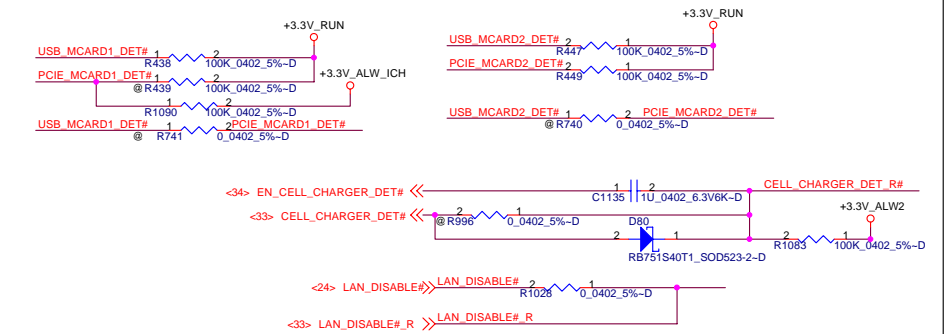 +3.3V_RUN
USB_MCARD1_DET# 1 2
R438 100K_0402_5%~D
PCIE_MCARD1_DET# 1 2 +3.3V_ALW_ICH
@ R439 100K_0402_5%~D
1 2
R1090 100K_0402_5%~D
USB_MCARD1_DET# 1 2 PCIE_MCARD1_DET#
@ R741 0_0402_5%~D
+3.3V_RUN
USB_MCARD2_DET# 2 1
R447 100K_0402_5%~D
PCIE_MCARD2_DET# 2 1
R449 100K_0402_5%~D
USB_MCARD2_DET# 1 2 PCIE_MCARD2_DET#
@ R740 0_0402_5%~D
<34> EN_CELL_CHARGER_DET# 1 2 CELL_CHARGER_DET_R#
C1135 1U_0402_6.3V6K~D
<33> CELL_CHARGER_DET# 2 1 +3.3V_ALW2
@ R996 0_0402_5%~D D80
2 1 2 1
R1083 100K_0402_5%~D
RB751S40T1_SOD523-2~D
<24> LAN_DISABLE# LAN_DISABLE# 2 1
R1028 0_0402_5%~D
<33> LAN_DISABLE#_R LAN_DISABLE#_R